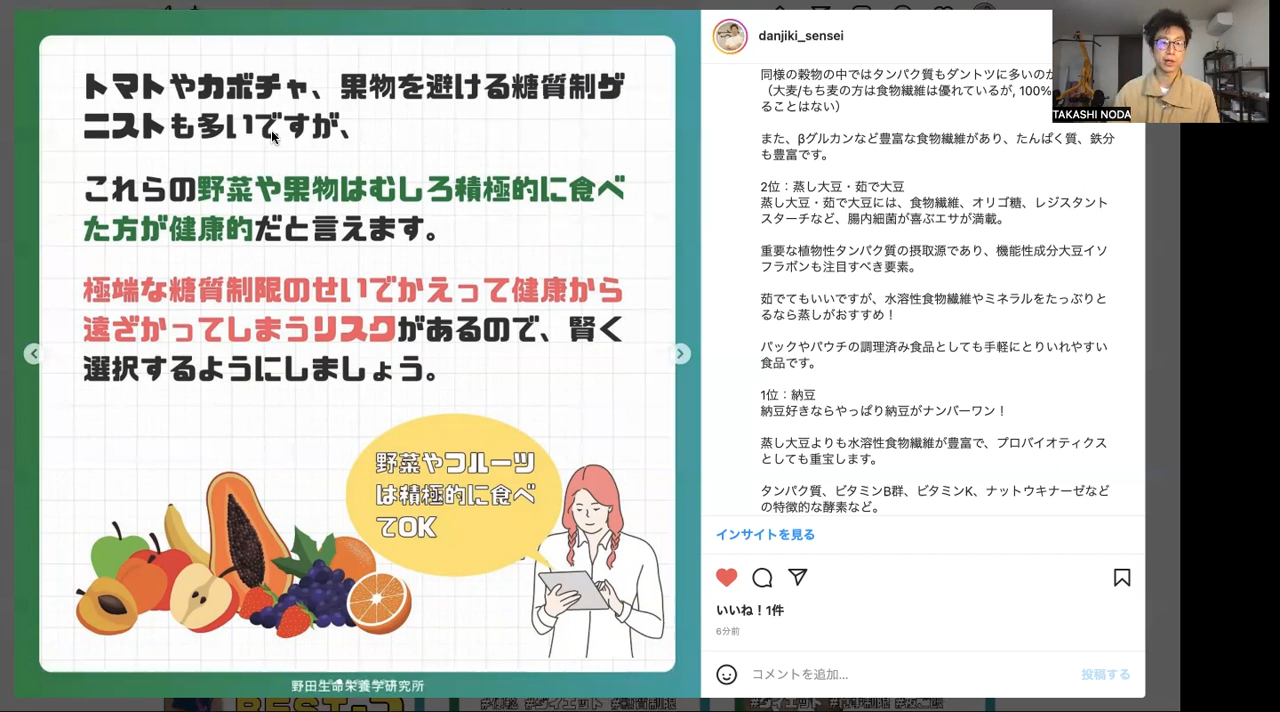 トマトやカボチャ、果物を避ける糖質制ゲ
ニストも多いですが、
これらの野菜や果物はむしろ積極的に食べ
た方が健康的だと言えます。
極端な糖質制限のせいでかえって健康から
遠ざかってしまうリスクがあるので、賢く
選択するようにしましょう。
野菜やフルーツ
は積極的に食べ
てOK
野田生命栄養学研究所
danjiki_sensei
同様の穀物の中ではタンパク質もダントツに多いのが
（大麦/もち麦の方は食物繊維は優れているが, 100%
ることはない）
また、βグルカンなど豊富な食物繊維があり、たんぱく質、鉄分
も豊富です。
2位：蒸し大豆・茹で大豆
蒸し大豆・茹で大豆には、食物繊維、オリゴ糖、レジスタント
スターチなど、腸内細菌が喜ぶエサが満載。
重要な植物性タンパク質の摂取源であり、機能性成分大豆イソ
フラボンも注目すべき要素。
茹でてもいいですが、水溶性食物繊維やミネラルをたっぷりと
るなら蒸しがおすすめ！
パックやパウチの調理済み食品としても手軽にとりいれやすい
食品です。
1位：納豆
納豆好きならやっぱり納豆がナンバーワン！
蒸し大豆よりも水溶性食物繊維が豊富で、プロバイオティクス
としても重宝します。
タンパク質、ビタミンB群、ビタミンK、ナットウキナーゼなど
の特徴的な酵素など。
インサイトを見る
いいね！1件
6分前
コメントを追加...
投稿する
TAKASHI NODA